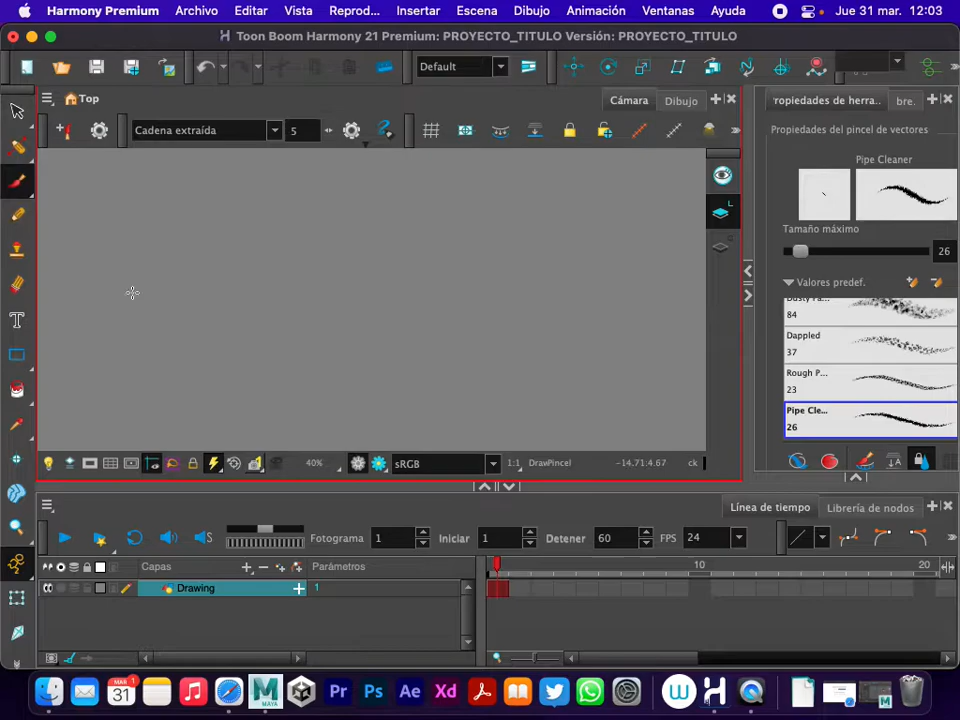 Harmony Premium Archivo Editar Vista Reprod... Insertar Escena Dibujo Animación Ventanas Ayuda Jue 31 mar. 12:03
Toon Boom Harmony 21 Premium: PROYECTO_TITULO Versión: PROYECTO_TITULO
Default
Top Cámara Dibujo ropiedades de herra.. bre.
Cadena extraída 5
Propiedades del pincel de vectores
Pipe Cleaner
L
Tamaño máximo
26
Valores predef.
84
Dappled
37
Rough P...
23
Pipe Cle...
26
40% sRGB 1:1 DrawPincel -14.71:4.67 ck
Línea de tiempo Librería de nodos
Fotograma 1 Iniciar 1 Detener 60 FPS 24
Capas Parámetros 10 20
Drawing 1
MAR 1
31
MAYA
Pr Ps Ae Xd